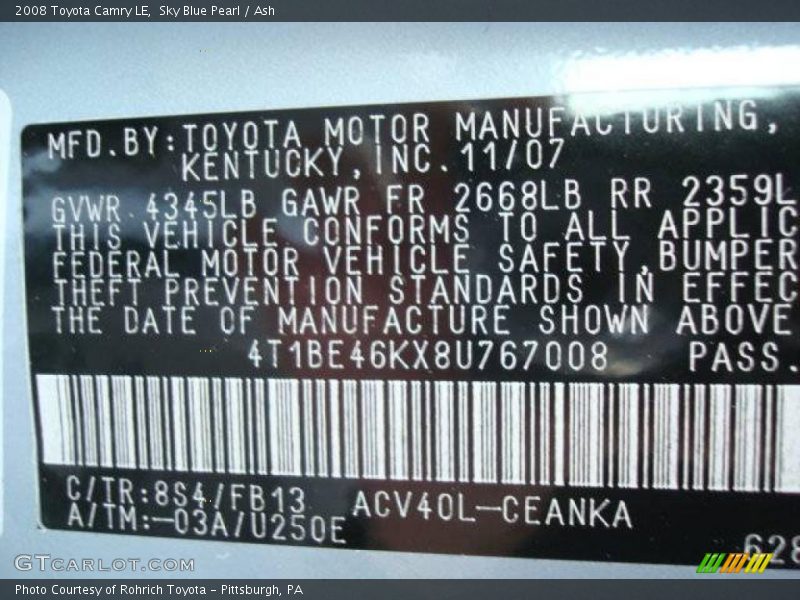 2008 Toyota Camry LE, Sky Blue Pearl / Ash
MFD.BY:TOYOTA MOTOR MANUFACTURING,
KENTUCKY,INC.11/07
GVWR 4345LB GAWR FR 2668LB RR 2359L
THIS VEHICLE CONFORMS TO ALL APPLIC
FEDERAL MOTOR VEHICLE SAFETY,BUMPER
THEFT PREVENTION STANDARDS IN EFFEC
THE DATE OF MANUFACTURE SHOWN ABOVE
4T1BE46KX8U767008 PASS.
C/TR:8S4/FB13 ACV40L-CEANKA
A/TM:-03A/U250E
628
GTCARLOT.COM
Photo Courtesy of Rohrich Toyota - Pittsburgh, PA